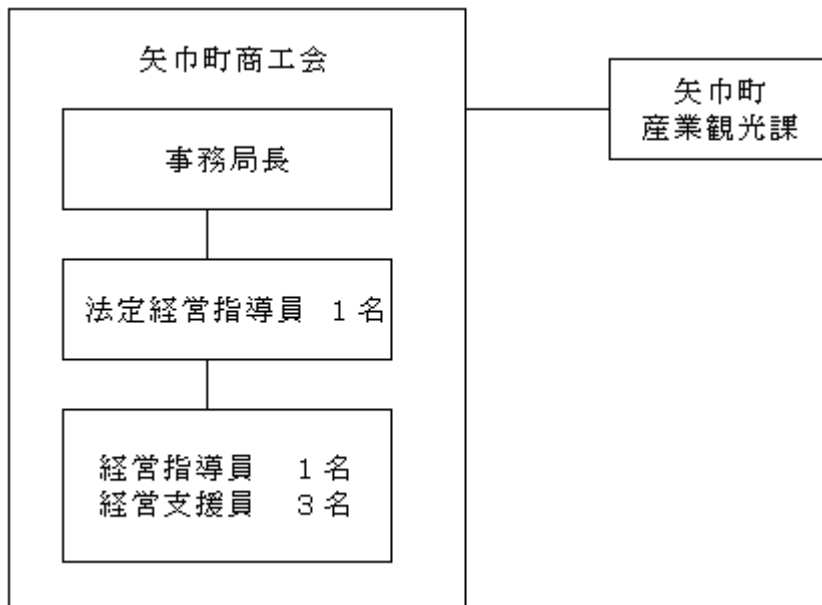 矢巾町商工会
事務局長
法定経営指導員　1名
経営指導員　1名
経営支援員　3名
矢巾町
産業観光課